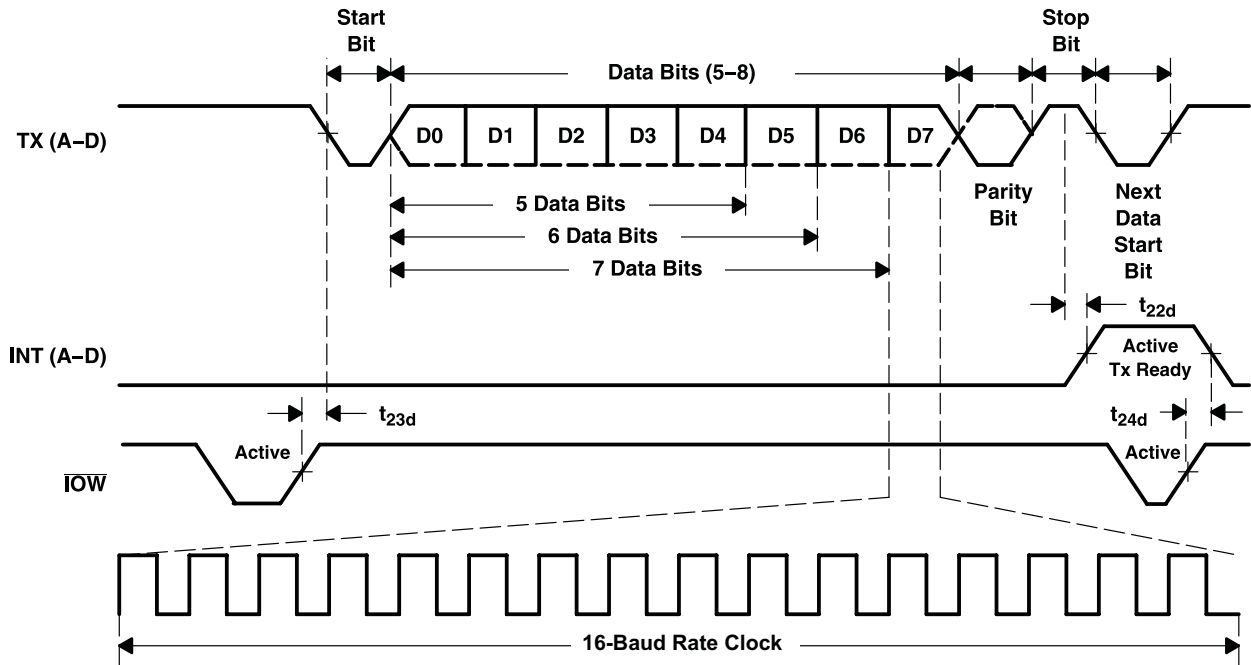 Start
Bit
Stop
Bit
Data Bits (5–8)
TX (A–D)
D0 D1 D2 D3 D4 D5 D6 D7
Parity
Bit
Next
Data
Start
Bit
5 Data Bits
6 Data Bits
7 Data Bits
t22d
INT (A–D)
Active
Tx Ready
t23d
t24d
IOW
Active
Active
16-Baud Rate Clock